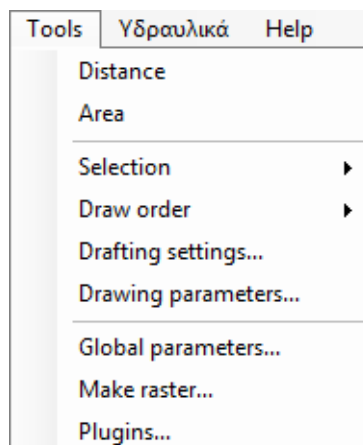 Tools Υδραυλικά Help
Distance
Area
Selection
Draw order
Drafting settings...
Drawing parameters...
Global parameters...
Make raster...
Plugins...